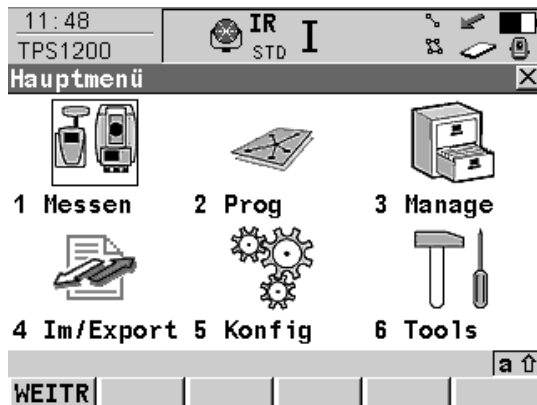 11:48
TPS1200
IR
STD
I
Hauptmenü
1 Messen 2 Prog 3 Manage
4 Im/Export 5 Konfig 6 Tools
a
WEITR